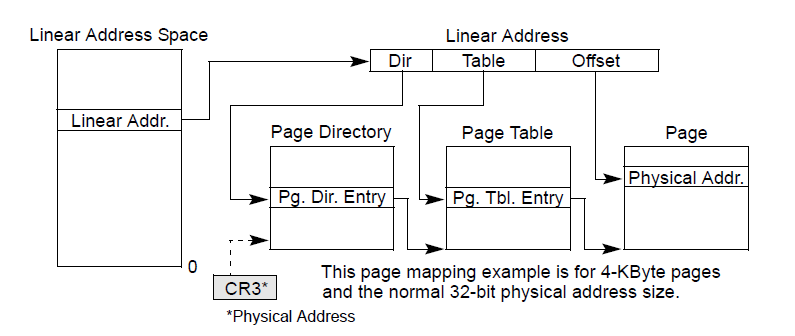 Linear Address Space
Linear Address
Dir
Table
Offset
Linear Addr.
Page Directory
Page Table
Page
Physical Addr.
Pg. Dir. Entry
Pg. Tbl. Entry
0
CR3*
This page mapping example is for 4-KByte pages
and the normal 32-bit physical address size.
*Physical Address